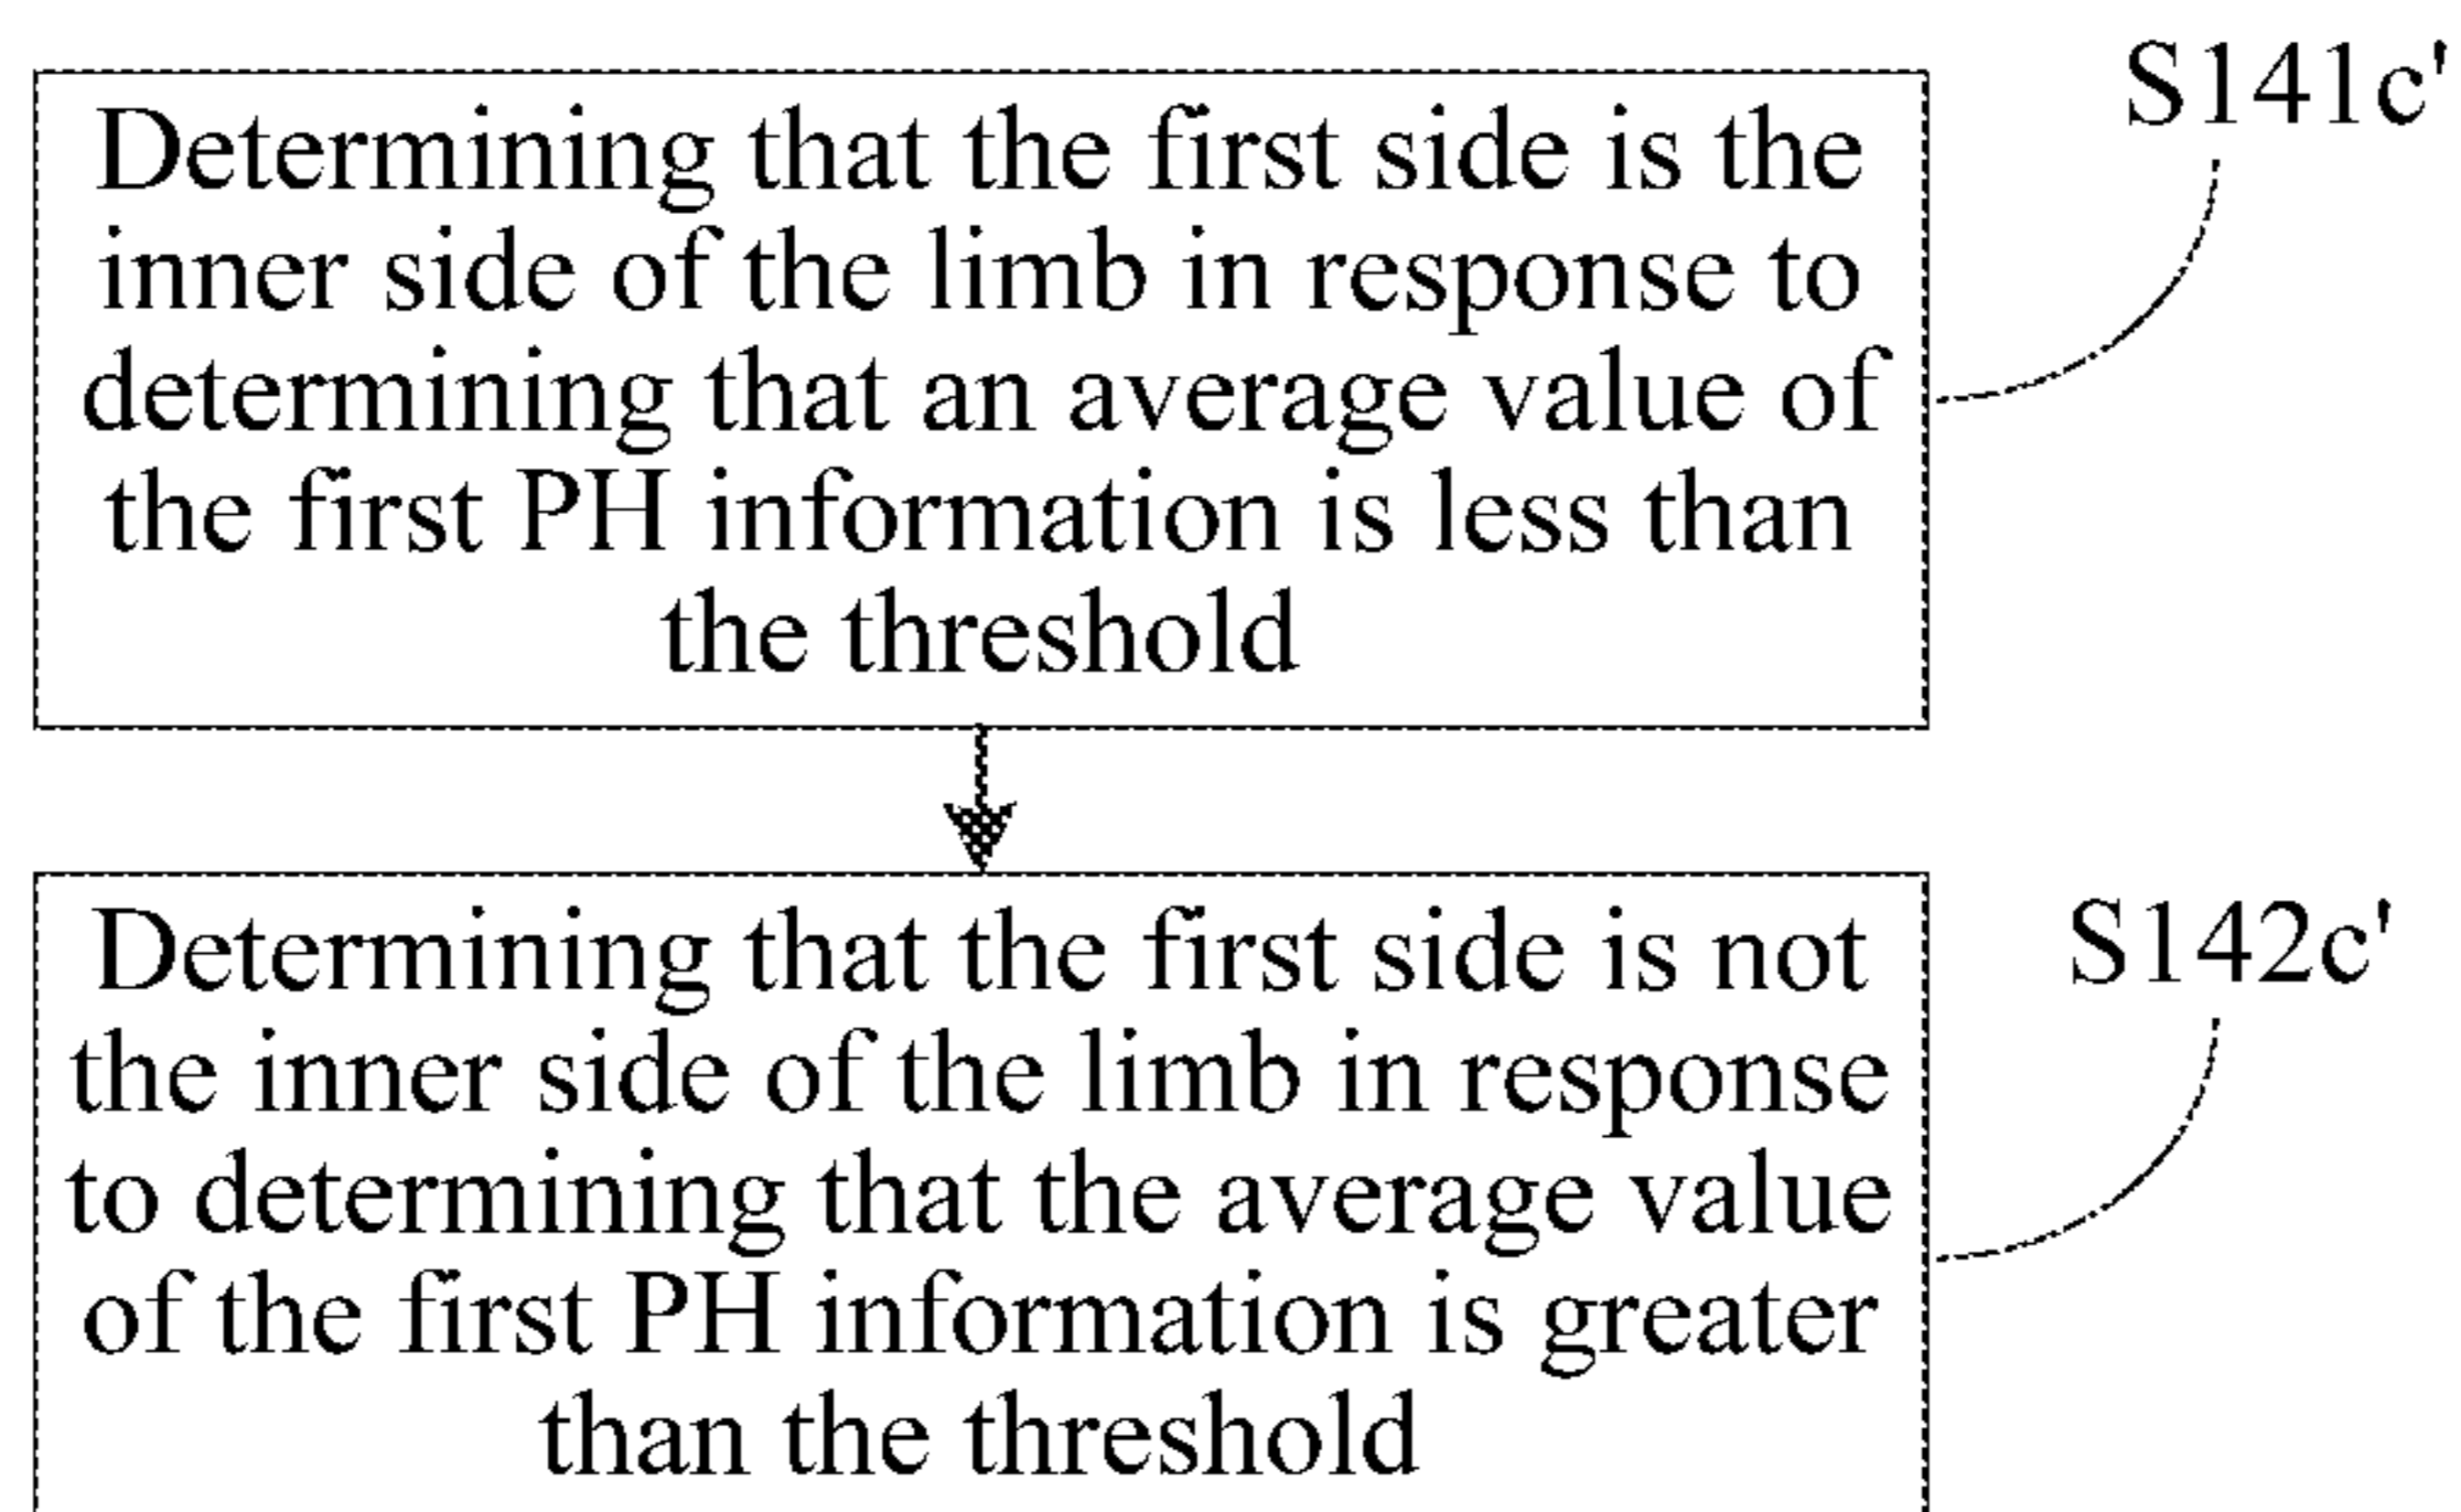 S141c'
Determining that the first side is the
inner side of the limb in response to
determining that an average value of
the first PH information is less than
the threshold
S142c'
Determining that the first side is not
the inner side of the limb in response
to determining that the average value
of the first PH information is greater
than the threshold